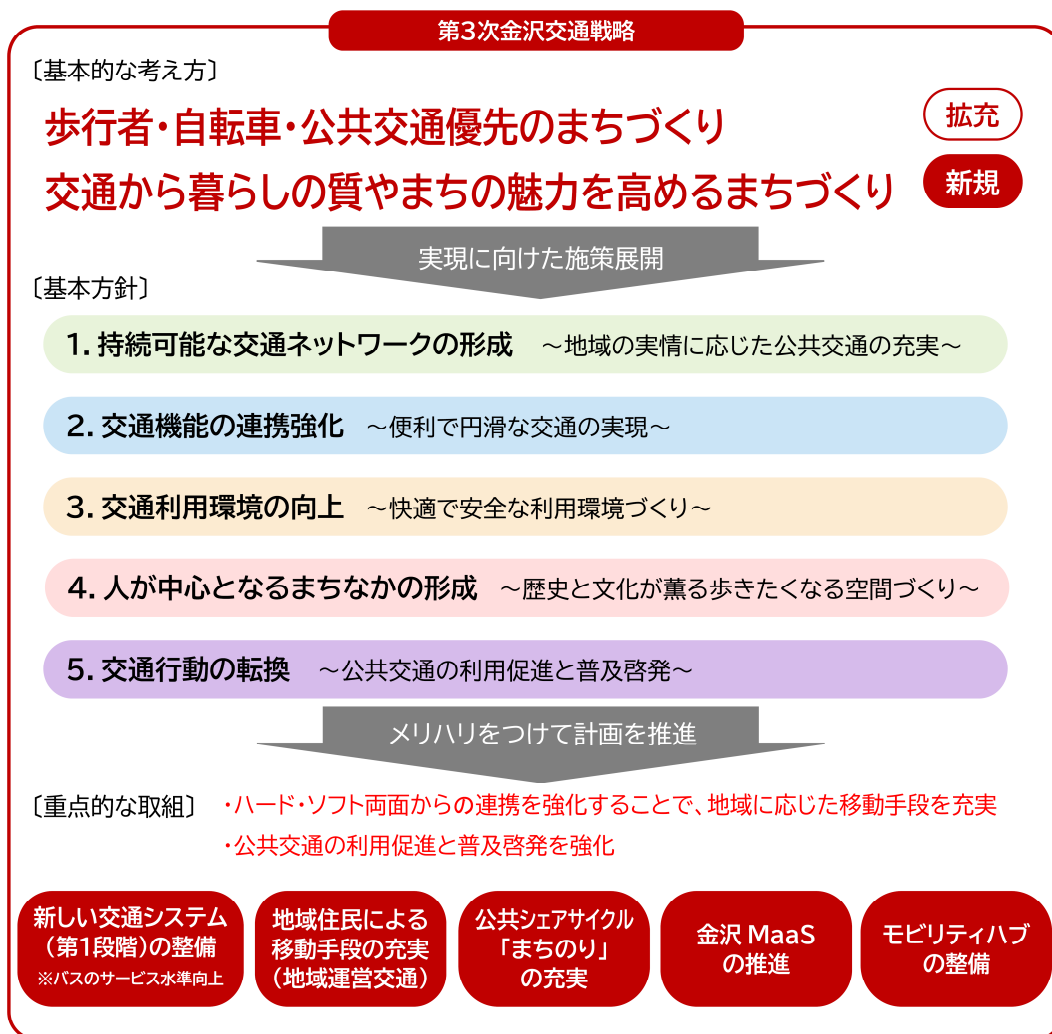 第3次金沢交通戦略
〔基本的な考え方〕
歩行者・自転車・公共交通優先のまちづくり
拡充
交通から暮らしの質やまちの魅力を高めるまちづくり
新規
実現に向けた施策展開
〔基本方針〕
1. 持続可能な交通ネットワークの形成 ～地域の実情に応じた公共交通の充実～
2. 交通機能の連携強化 ～便利で円滑な交通の実現～
3. 交通利用環境の向上 ～快適で安全な利用環境づくり～
4. 人が中心となるまちなかの形成 ～歴史と文化が薫る歩きたくなる空間づくり～
5. 交通行動の転換 ～公共交通の利用促進と普及啓発～
メリハリをつけて計画を推進
〔重点的な取組〕 ・ハード・ソフト両面からの連携を強化することで、地域に応じた移動手段を充実
・公共交通の利用促進と普及啓発を強化
新しい交通システム
（第1段階）の整備
※バスのサービス水準向上
地域住民による
移動手段の充実
（地域運営交通）
公共シェアサイクル
「まちのり」
の充実
金沢 MaaS
の推進
モビリティハブ
の整備